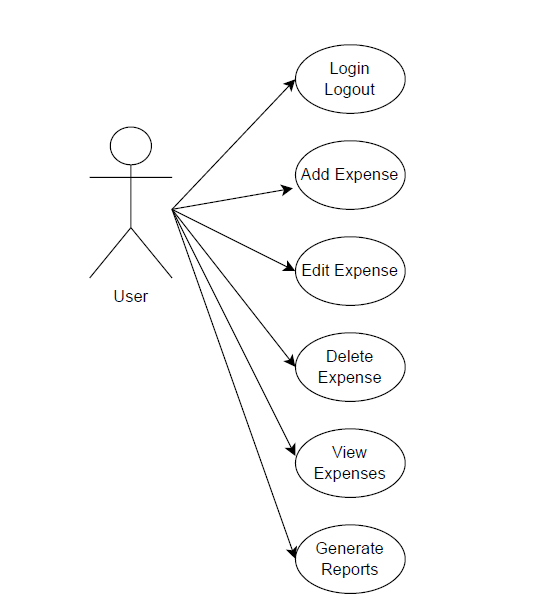 Login
Logout
Add Expense
Edit Expense
User
Delete
Expense
View
Expenses
Generate
Reports